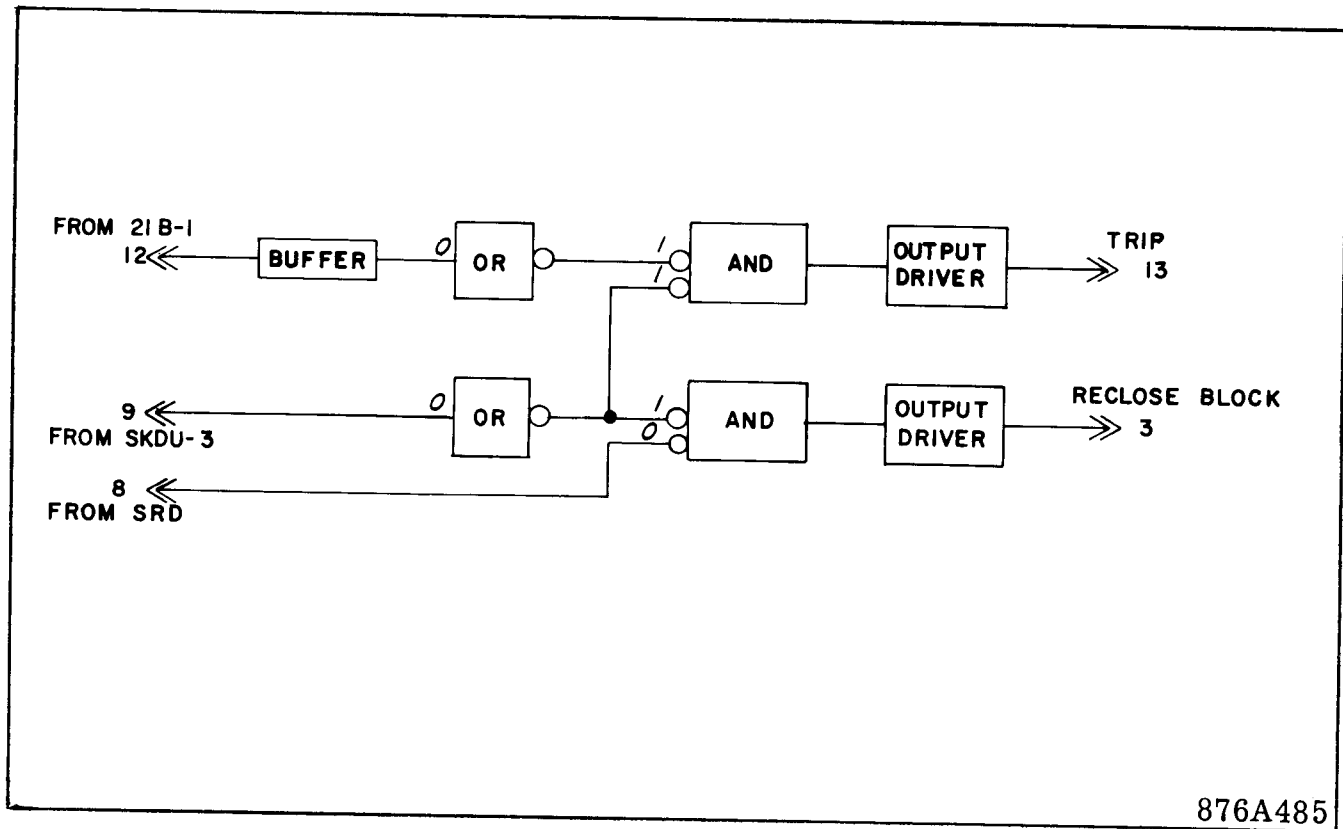 FROM 21B-1
12
BUFFER
0
OR
1
1
AND
OUTPUT
DRIVER
TRIP
13
9
FROM SKDU-3
0
OR
1
0
AND
OUTPUT
DRIVER
RECLOSE BLOCK
3
8
FROM SRD
876A485